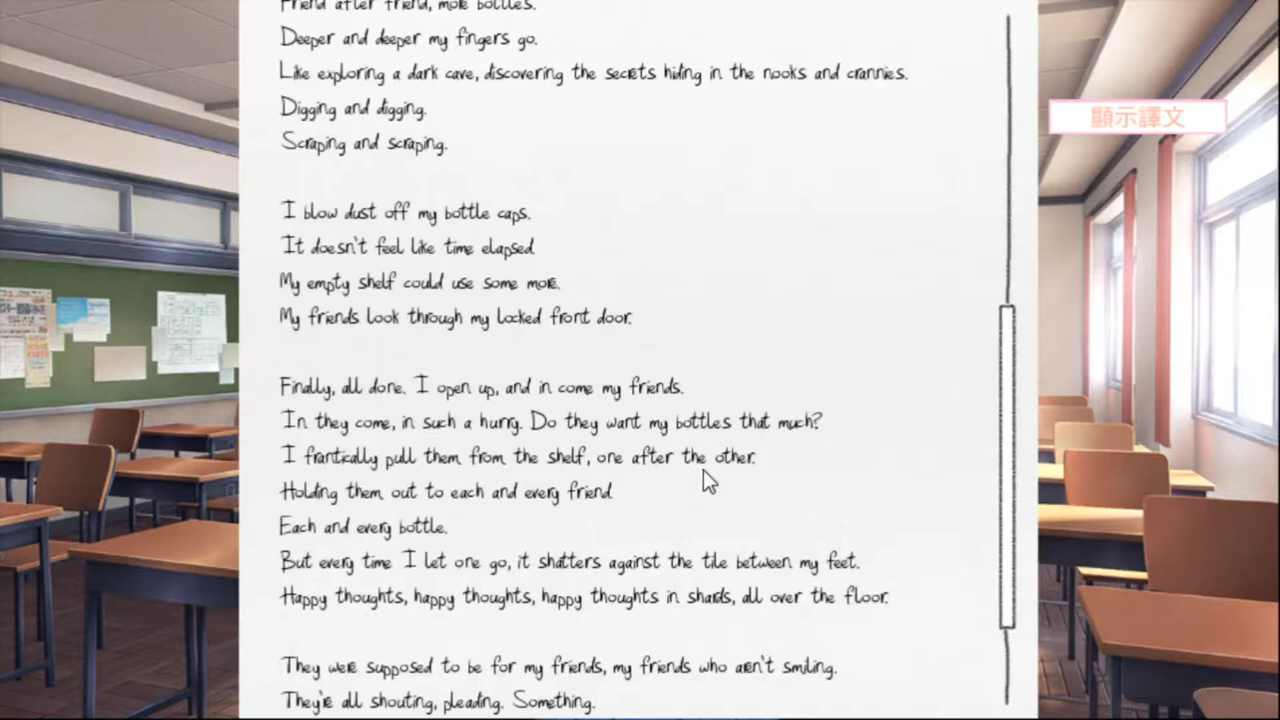 Friend after friend, more bottles.
Deeper and deeper my fingers go.
Like exploring a dark cave, discovering the secrets hiding in the nooks and crannies.
Digging and digging.
Scraping and scraping.
I blow dust off my bottle caps.
It doesn't feel like time elapsed
My empty shelf could use some more.
My friends look through my locked front door.
Finally, all done. I open up, and in come my friends.
In they come, in such a hurry. Do they want my bottles that much?
I frantically pull them from the shelf, one after the other.
Holding them out to each and every friend.
Each and every bottle.
But every time I let one go, it shatters against the tile between my feet.
Happy thoughts, happy thoughts, happy thoughts in shards, all over the floor.
They were supposed to be for my friends, my friends who aren't smiling.
They're all shouting, pleading. Something.
顯示譯文